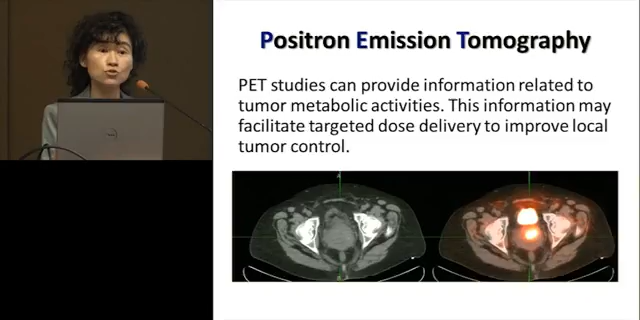 Positron Emission Tomography
PET studies can provide information related to
tumor metabolic activities. This information may
facilitate targeted dose delivery to improve local
tumor control.